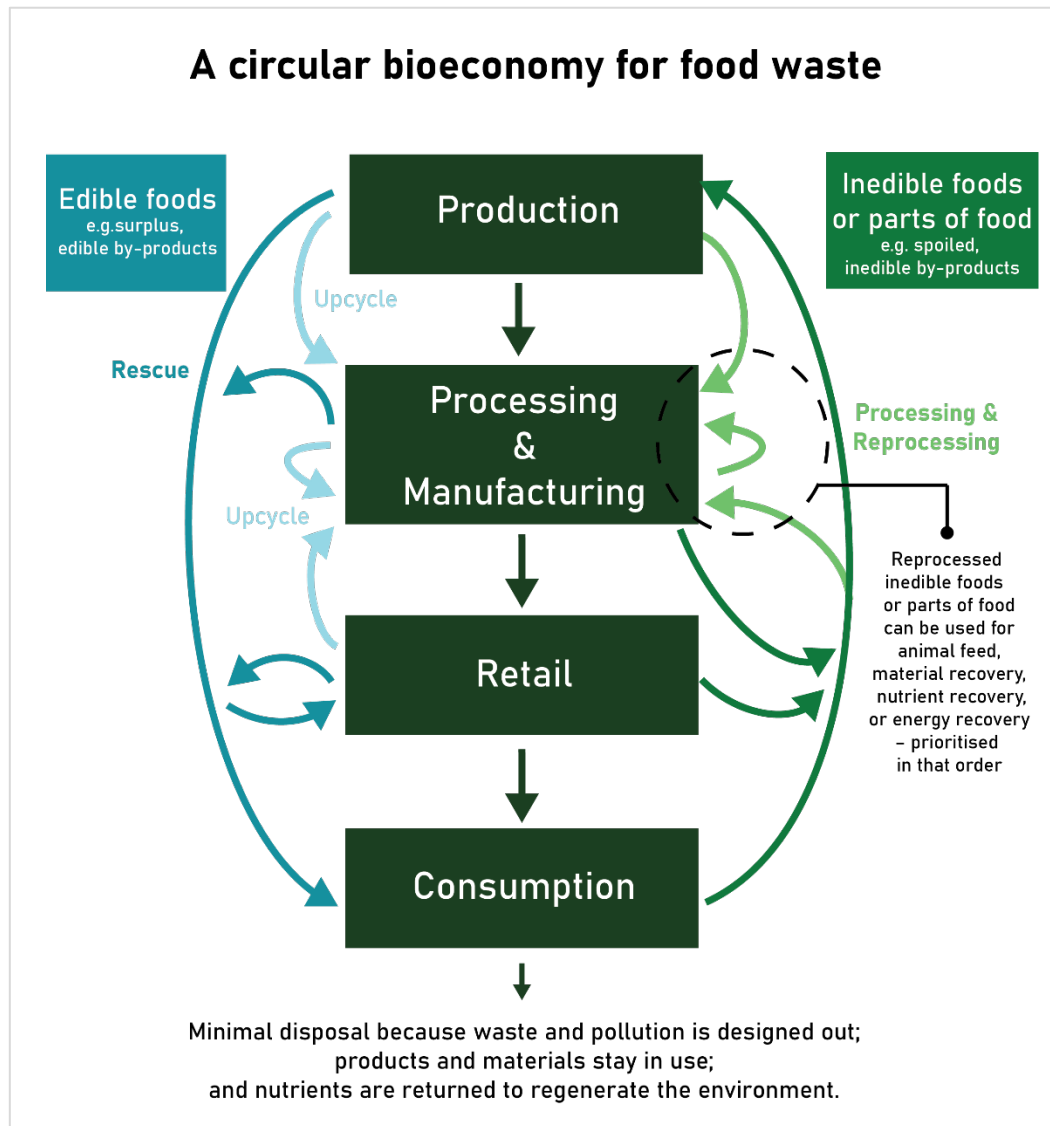 A circular bioeconomy for food waste
Edible foods
e.g.surplus,
edible by-products
Production
Inedible foods
or parts of food
e.g. spoiled,
inedible by-products
Upcycle
Rescue
Processing
&
Manufacturing
Processing &
Reprocessing
Upcycle
Reprocessed
inedible foods
or parts of food
can be used for
animal feed,
material recovery,
nutrient recovery,
or energy recovery
– prioritised
in that order
Retail
Consumption
Minimal disposal because waste and pollution is designed out;
products and materials stay in use;
and nutrients are returned to regenerate the environment.